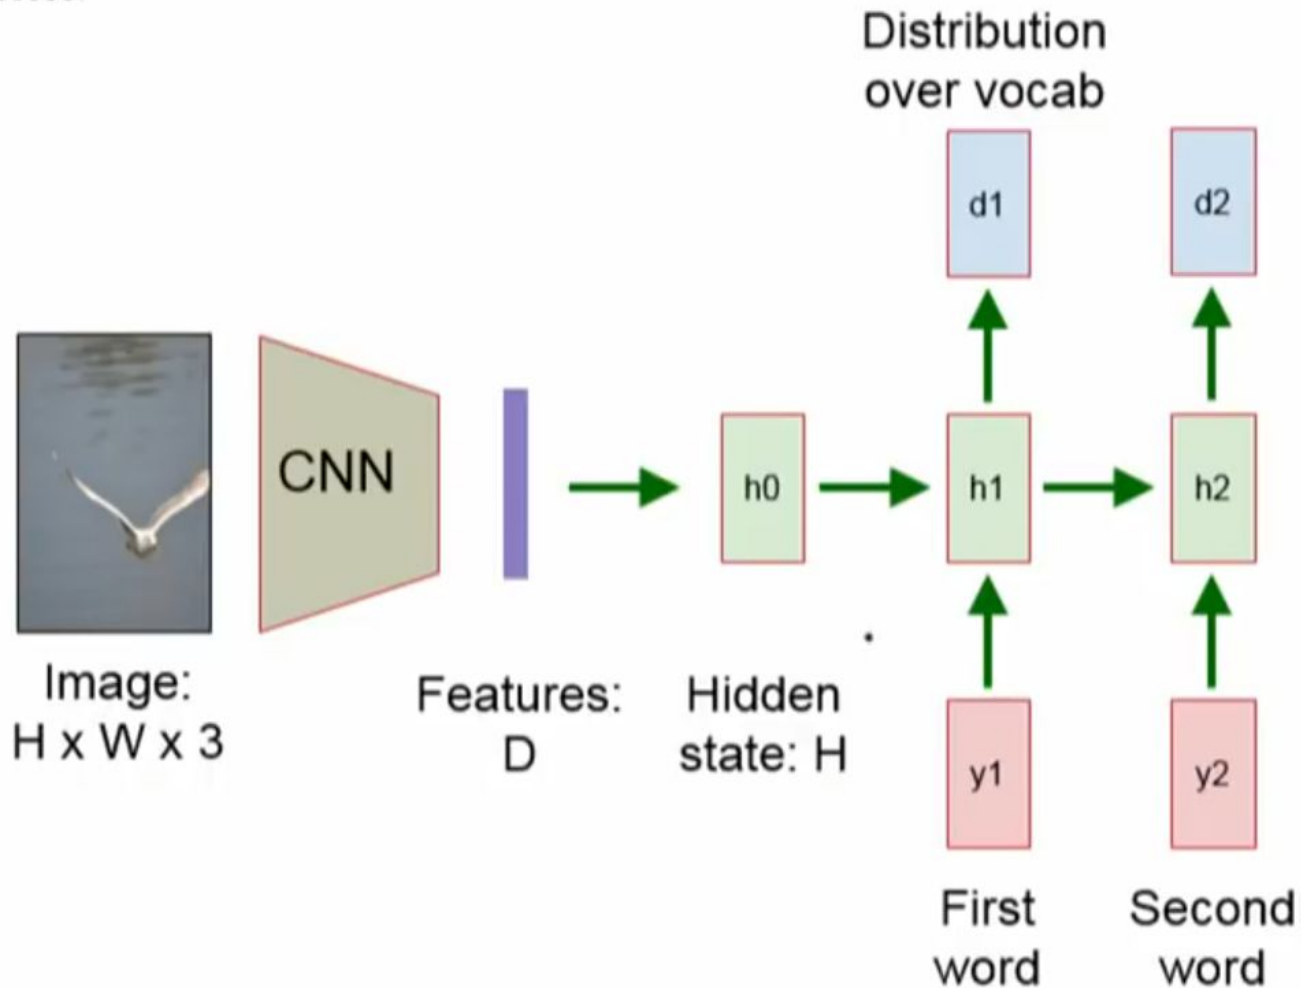 Distribution
over vocab
d1
d2
CNN
h0
h1
h2
Image:
H x W x 3
Features:
D
Hidden
state: H
y1
y2
First
word
Second
word